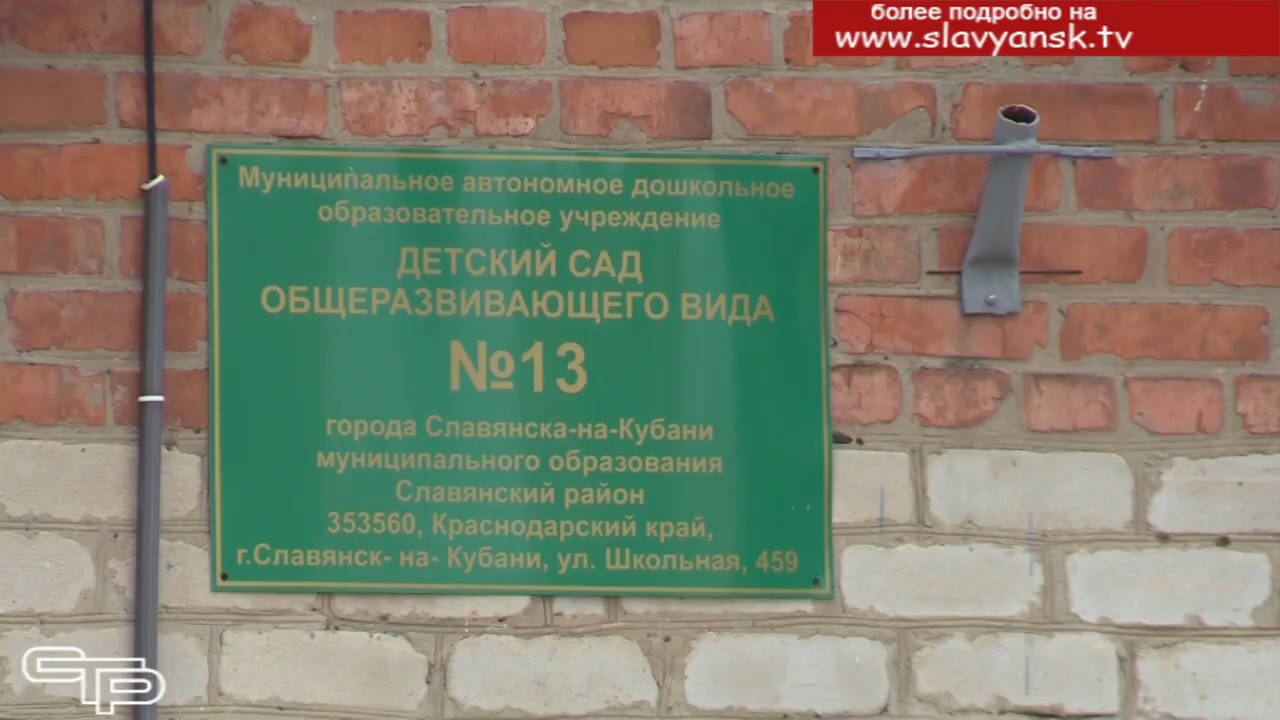 более подробно на
www.slavyansk.tv
Муниципальное автономное дошкольное
образовательное учреждение
ДЕТСКИЙ САД
ОБЩЕРАЗВИВАЮЩЕГО ВИДА
№13
города Славянска-на-Кубани
муниципального образования
Славянский район
353560, Краснодарский край,
г.Славянск- на- Кубани, ул. Школьная, 459
СТР